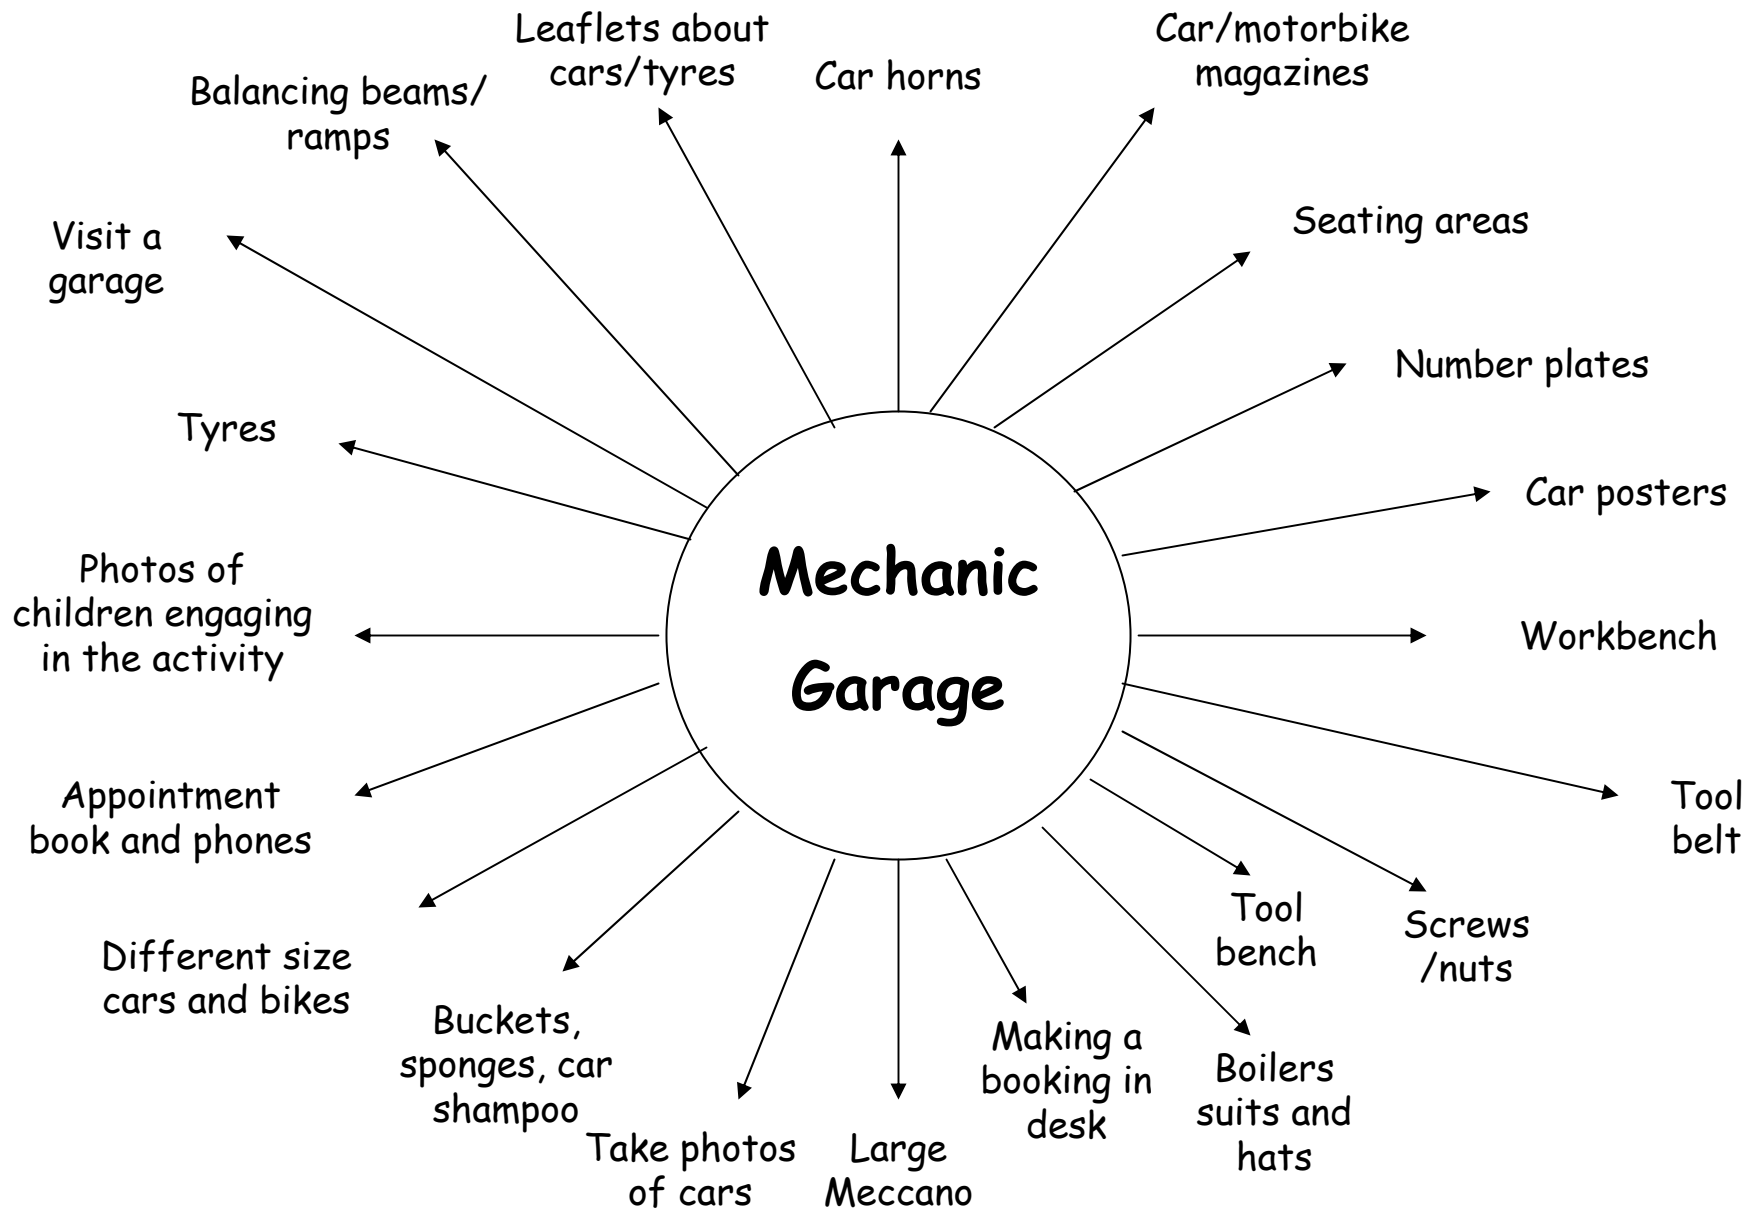 Leaflets about
cars/tyres
Car horns
Car/motorbike
magazines
Balancing beams/
ramps
Seating areas
Visit a
garage
Number plates
Tyres
Car posters
Mechanic
Garage
Photos of
children engaging
in the activity
Workbench
Appointment
book and phones
Tool
belt
Tool
bench
Screws
/nuts
Different size
cars and bikes
Buckets,
sponges, car
shampoo
Making a
booking in
desk
Boilers
suits and
hats
Take photos
of cars
Large
Meccano